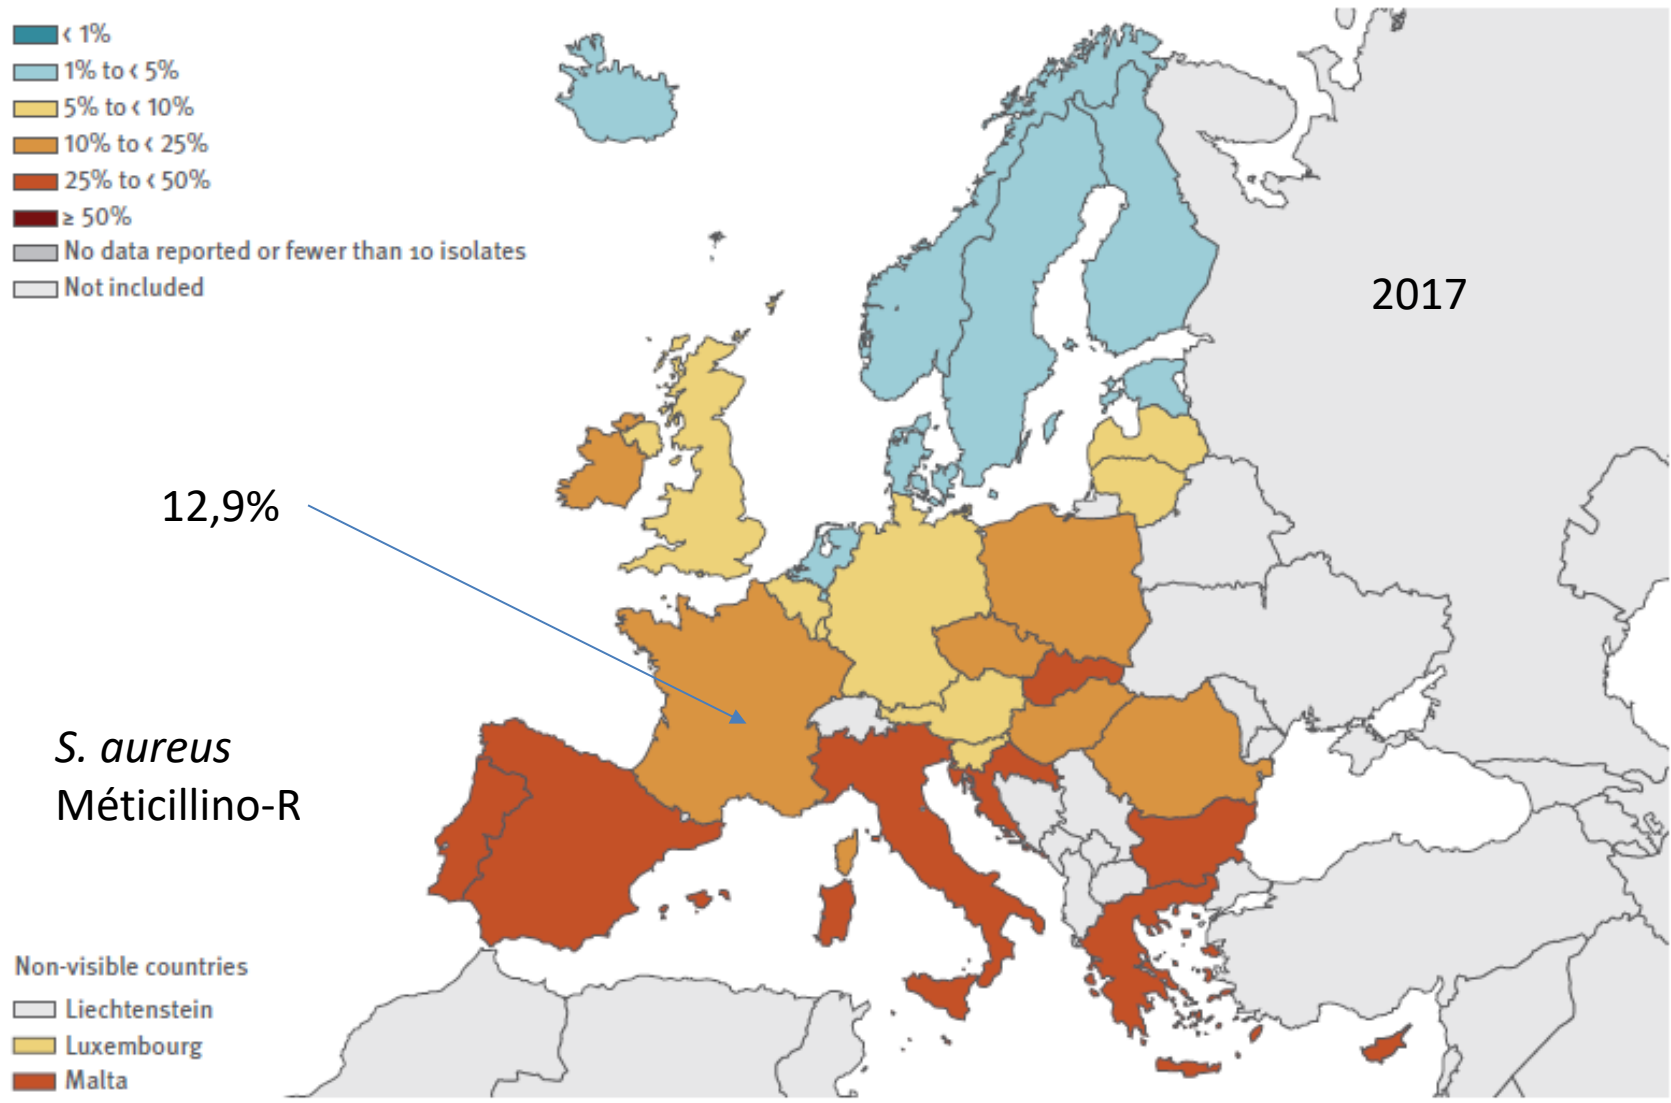 ‹ 1%
1% to ‹ 5%
5% to ‹ 10%
10% to ‹ 25%
25% to ‹ 50%
≥ 50%
No data reported or fewer than 10 isolates
Not included
2017
12,9%
S. aureus
Méticillino-R
Non-visible countries
Liechtenstein
Luxembourg
Malta